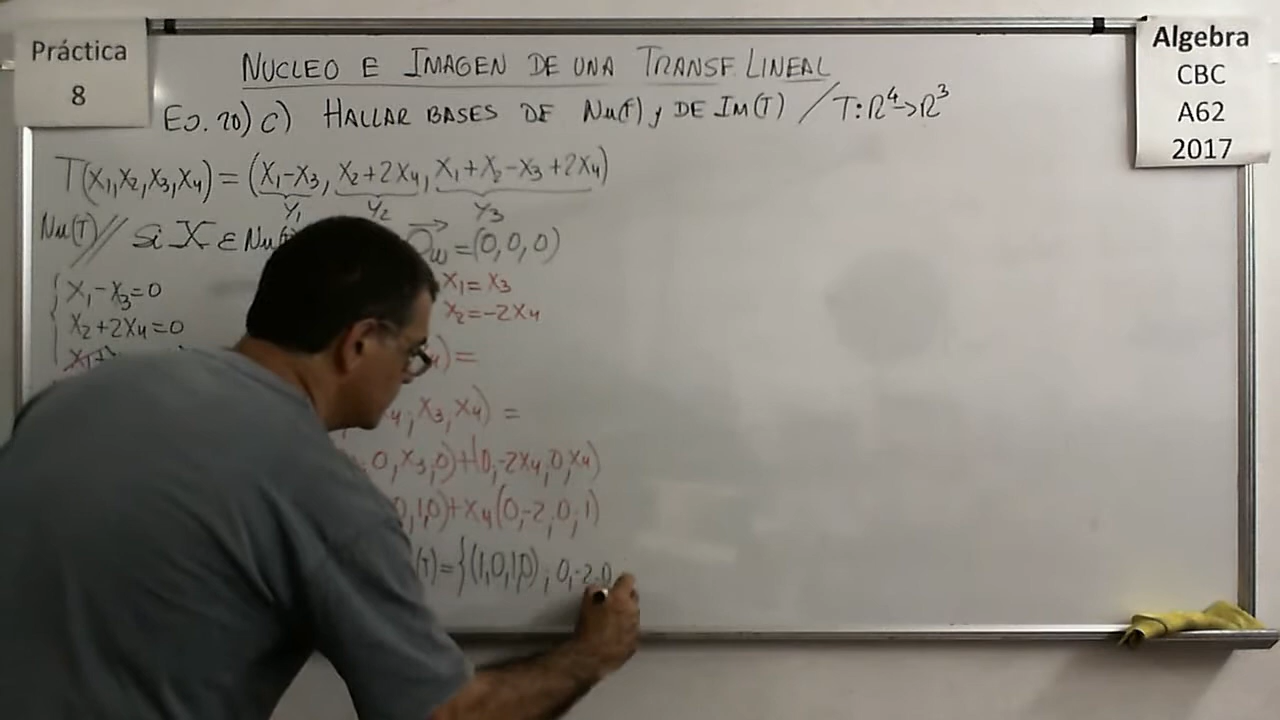 Práctica
8
NUCLEO E IMAGEN DE UNA TRANSF. LINEAL
EJ. 20) C) HALLAR BASES DE Nu(T) y DE IM(T) / T:R⁴→R³
Algebra
CBC
A62
2017
T(x₁,x₂,x₃,x₄) = (x₁-x₃, x₂+2x₄, x₁+x₂-x₃+2x₄)
y₁ y₂ y₃
Nu(T)// Si X ∈ Nu( 0w = (0,0,0)
x₁-x₃=0 x₁=x₃
x₂+2x₄=0 x₂=-2x₄
) =
, x₃, x₄) =
0,x₃,0)+(0,-2x₄,0,x₄)
1,0)+x₄(0,-2,0,1)
(T)={(1,0,1,0), 0,-2,0